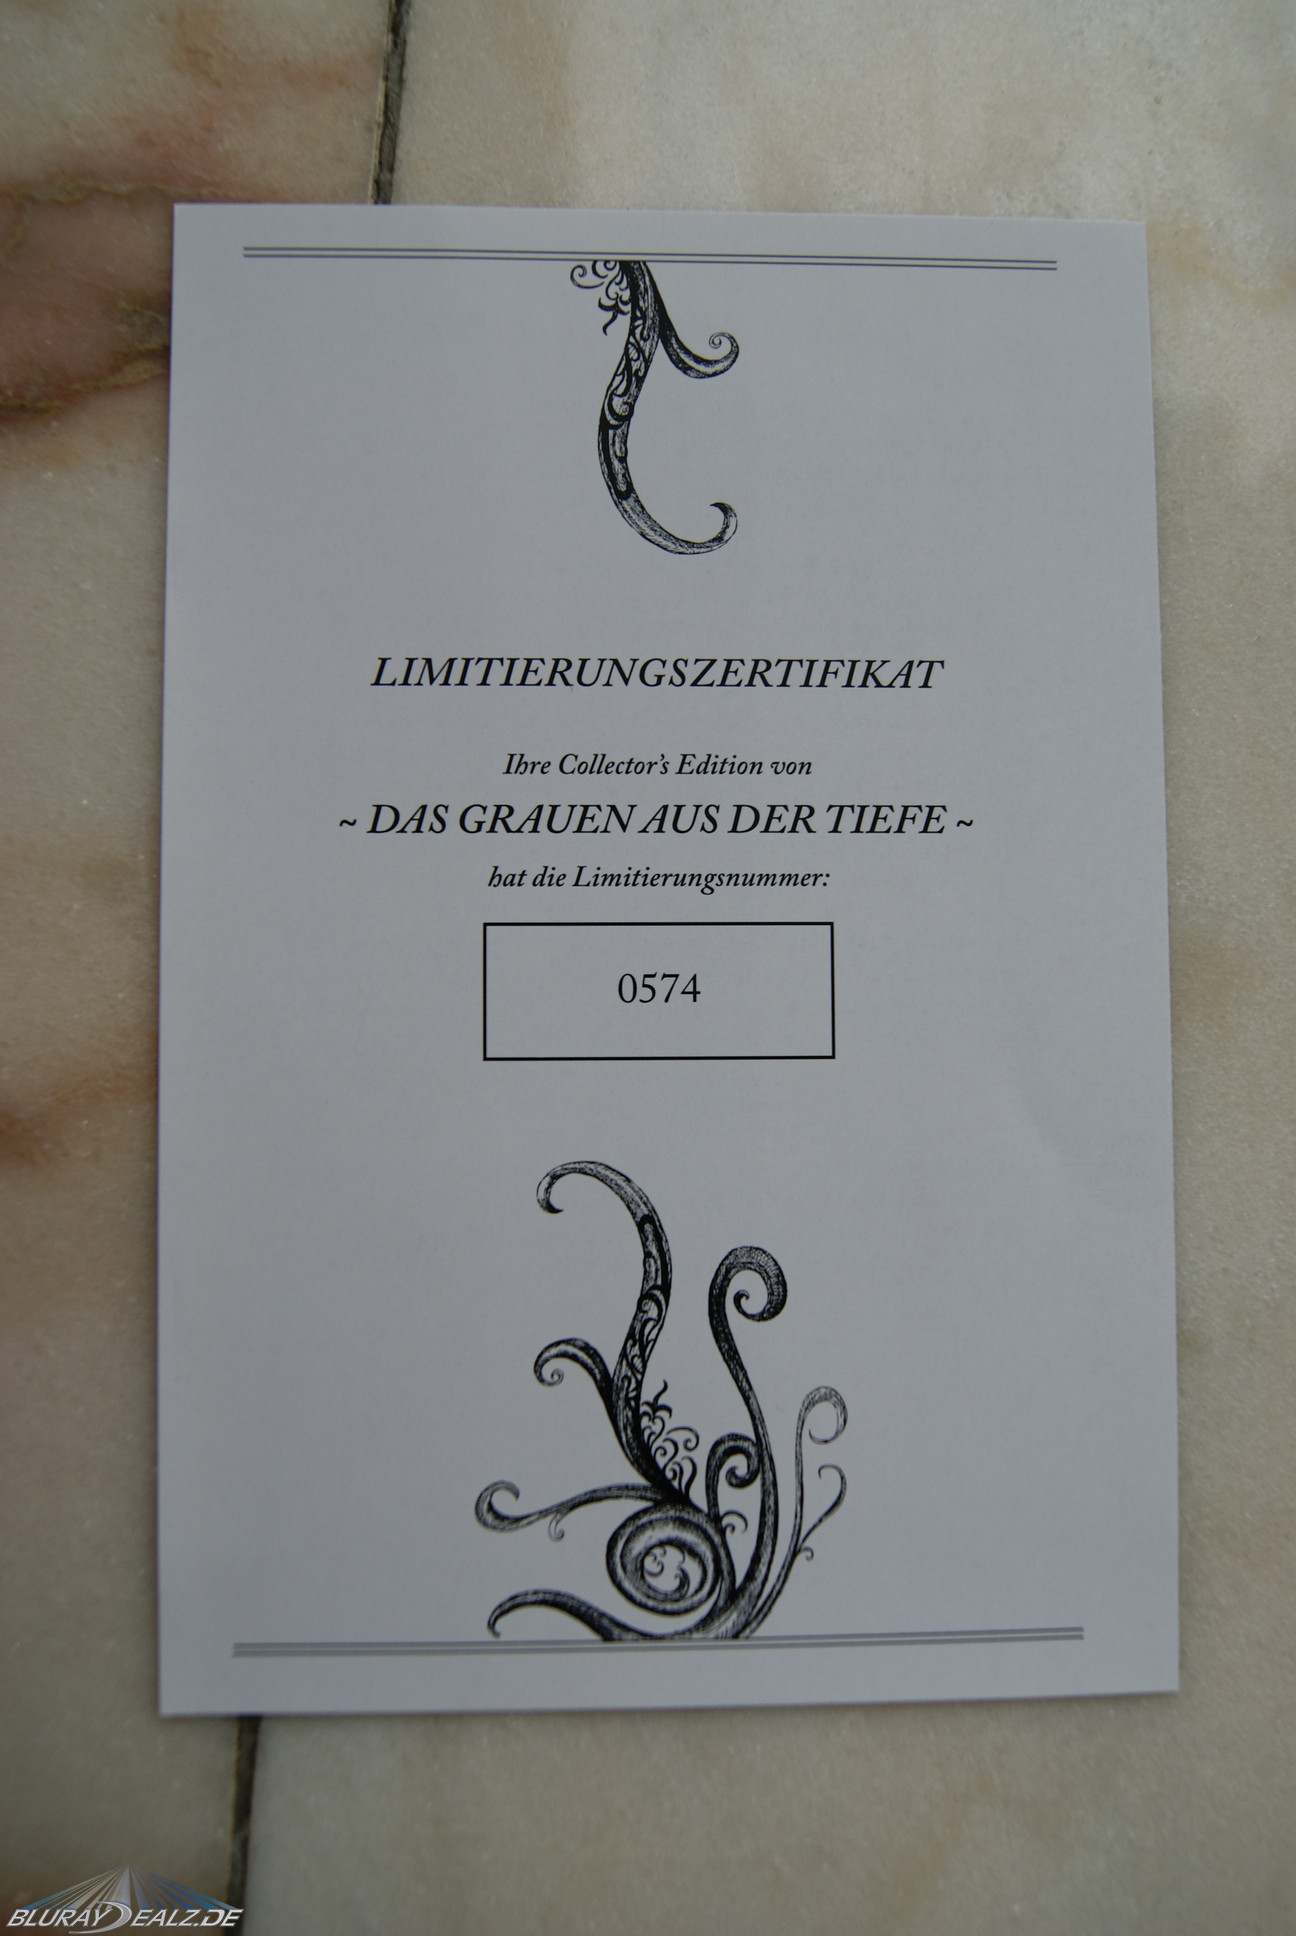 LIMITIERUNGSZERTIFIKAT
Ihre Collector's Edition von
~ DAS GRAUEN AUS DER TIEFE ~
hat die Limitierungsnummer:
0574
BLURAYDEALZ.DE